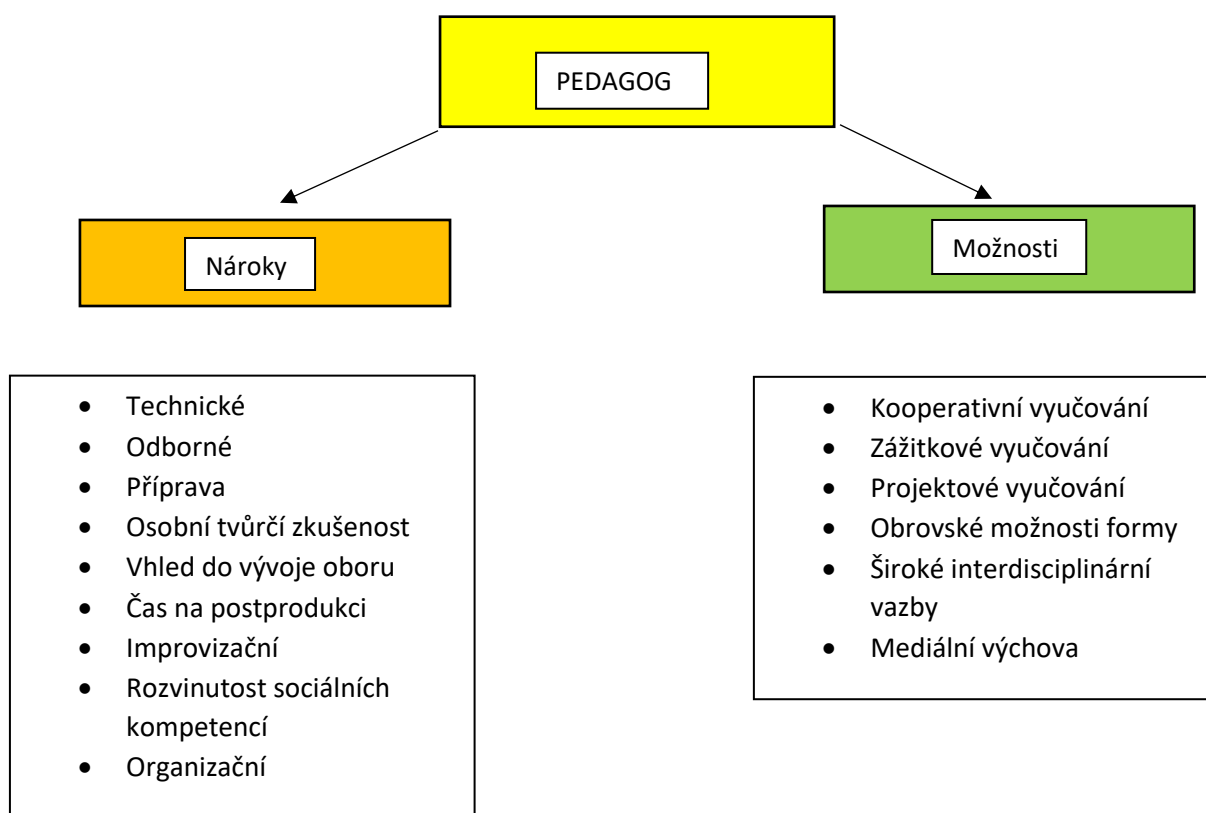 PEDAGOG
Nároky
Možnosti
• Technické
• Odborné
• Příprava
• Osobní tvůrčí zkušenost
• Vhled do vývoje oboru
• Čas na postprodukci
• Improvizační
• Rozvinutost sociálních
kompetencí
• Organizační
• Kooperativní vyučování
• Zážitkové vyučování
• Projektové vyučování
• Obrovské možnosti formy
• Široké interdisciplinární
vazby
• Mediální výchova